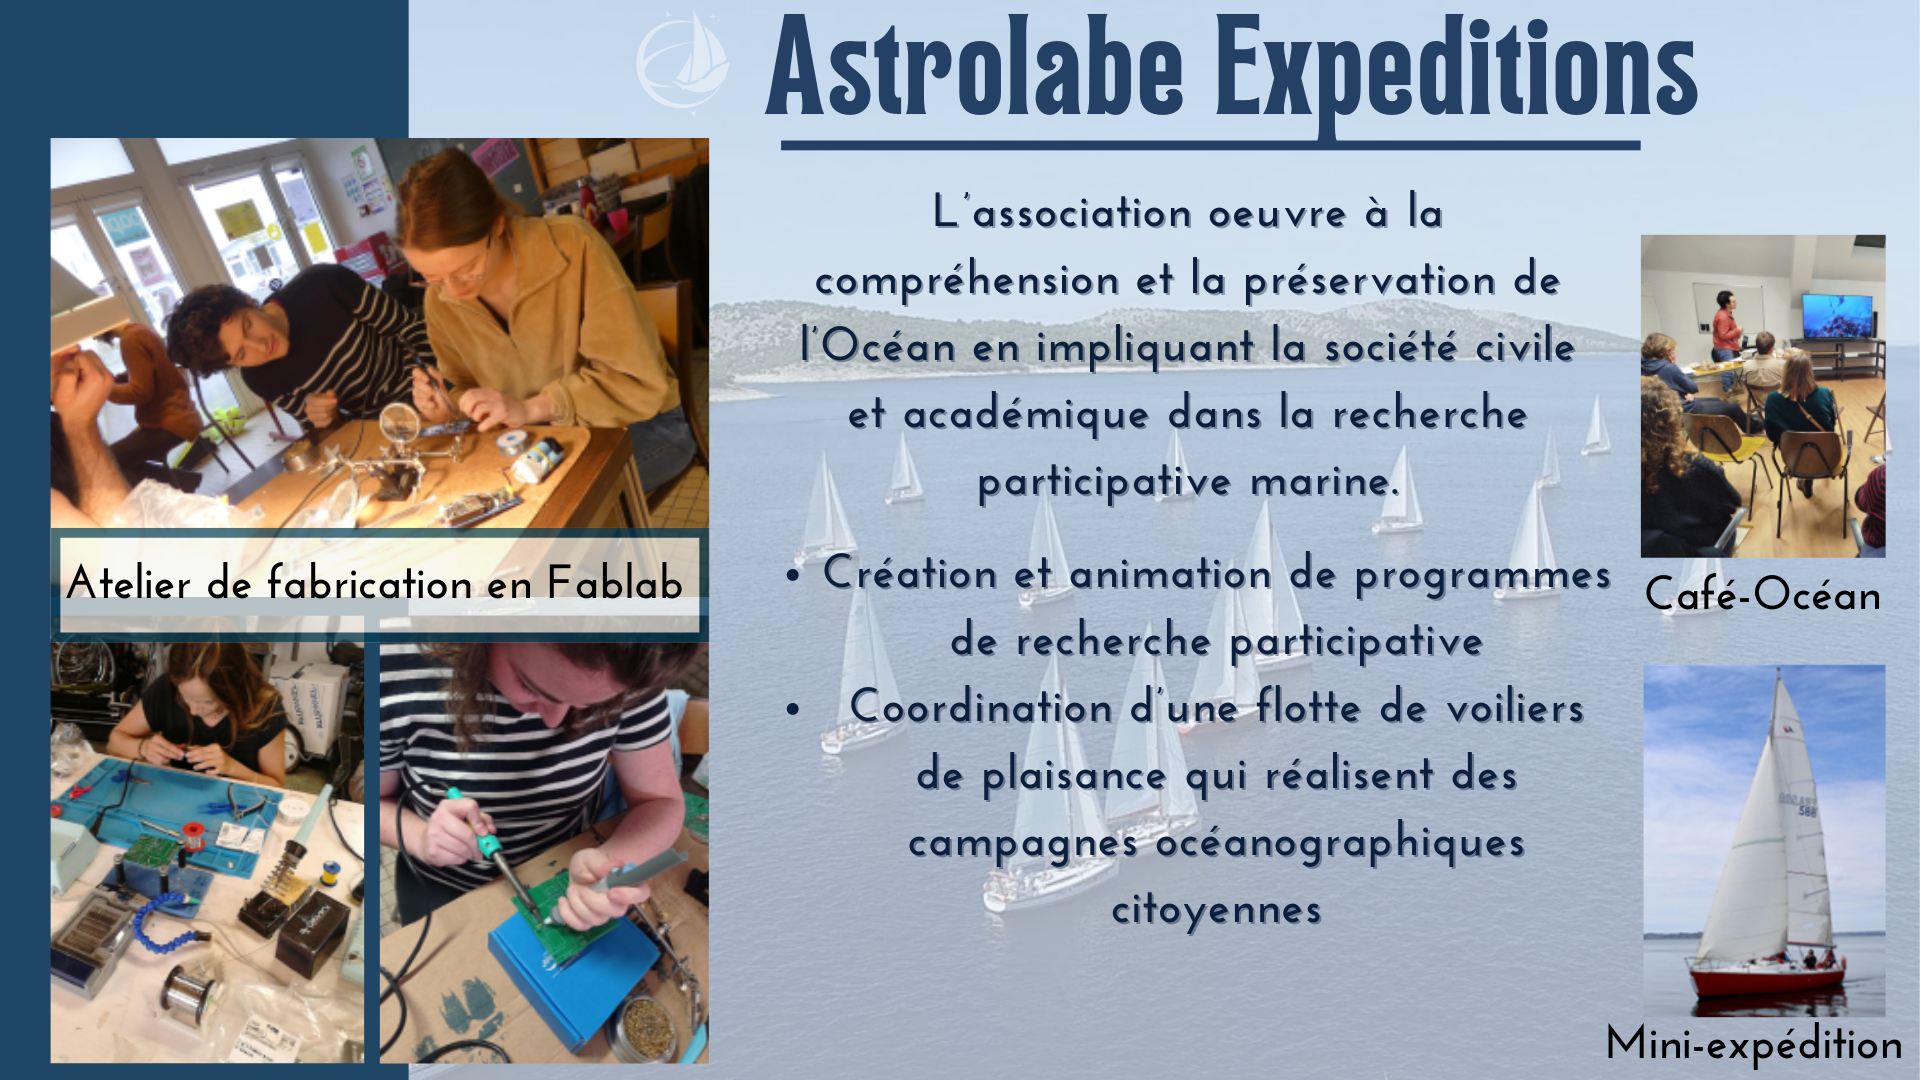 Astrolabe Expeditions
L'association oeuvre à la
compréhension et la préservation de
l'Océan en impliquant la société civile
et académique dans la recherche
participative marine.
• Création et animation de programmes
de recherche participative
• Coordination d'une flotte de voiliers
de plaisance qui réalisent des
campagnes océanographiques
citoyennes
Atelier de fabrication en Fablab
Café-Océan
Mini-expédition